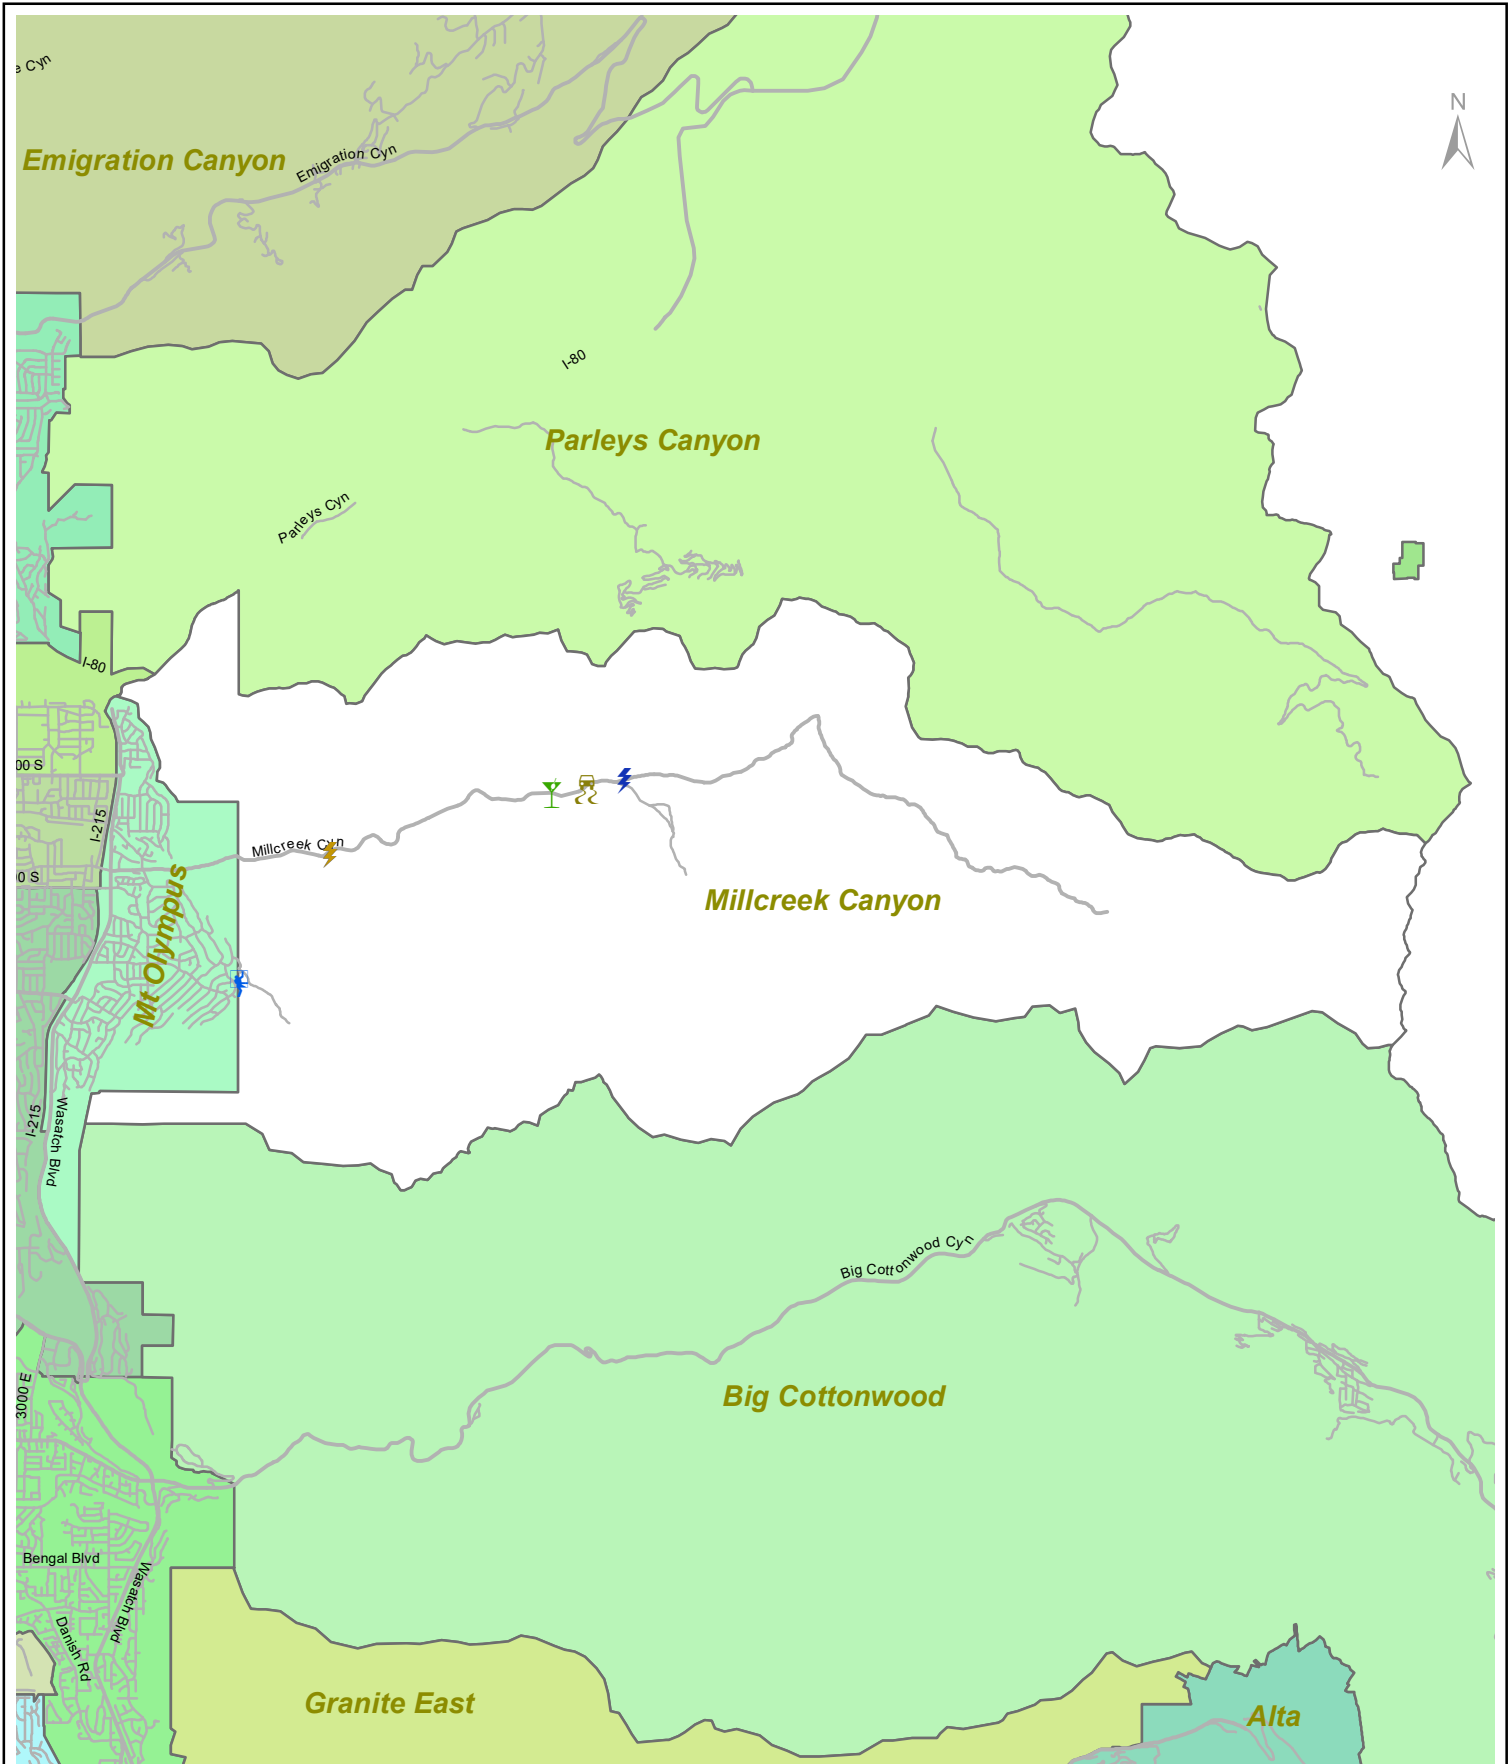 e Cyn
N
Emigration Canyon
Emigration Cyn
I-80
Parleys Canyon
Parleys Cyn
I-80
00 S
I-215
Millcreek Cyn
00 S
Mt Olympus
Millcreek Canyon
I-215
Wasatch Blvd
Big Cottonwood Cyn
3000 E
Big Cottonwood
Bengal Blvd
Wasatch Blvd
Danish Rd
Granite East
Alta